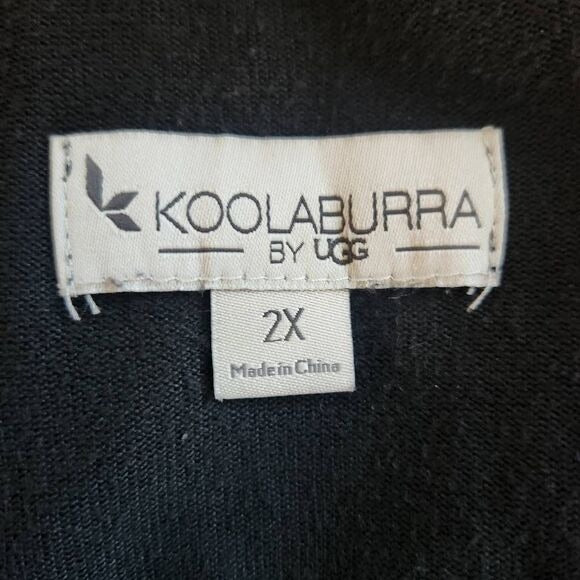 KOOLABURRA
BY UGG
2X
Made in China